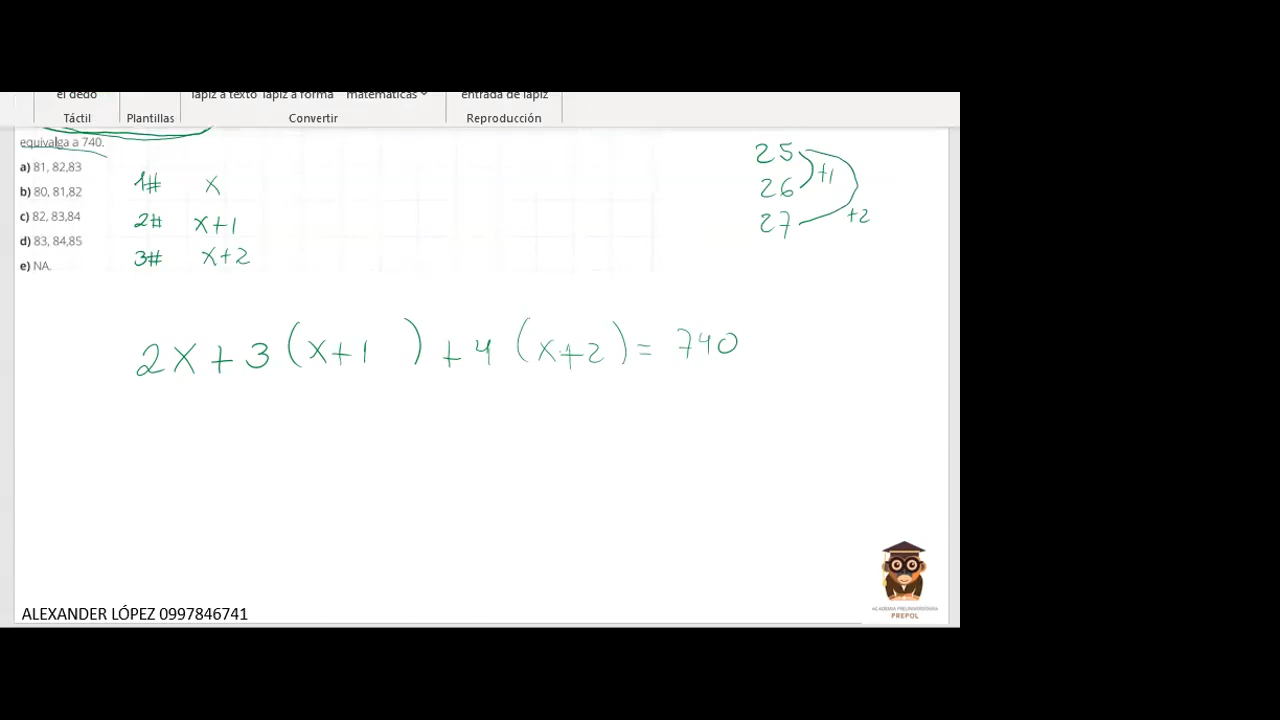 el dedo lápiz a texto lápiz a forma matemáticas entrada de lápiz
Táctil Plantillas Convertir Reproducción
equivalga a 740.
a) 81, 82,83
b) 80, 81,82
c) 82, 83,84
d) 83, 84,85
e) NA.
1# x
2# x+1
3# x+2
25
26 +1
27 +2
2x+3(x+1 )+4(x+2)= 740
ALEXANDER LÓPEZ 0997846741
ACADEMIA PREUNIVERSITARIA
PREPOL